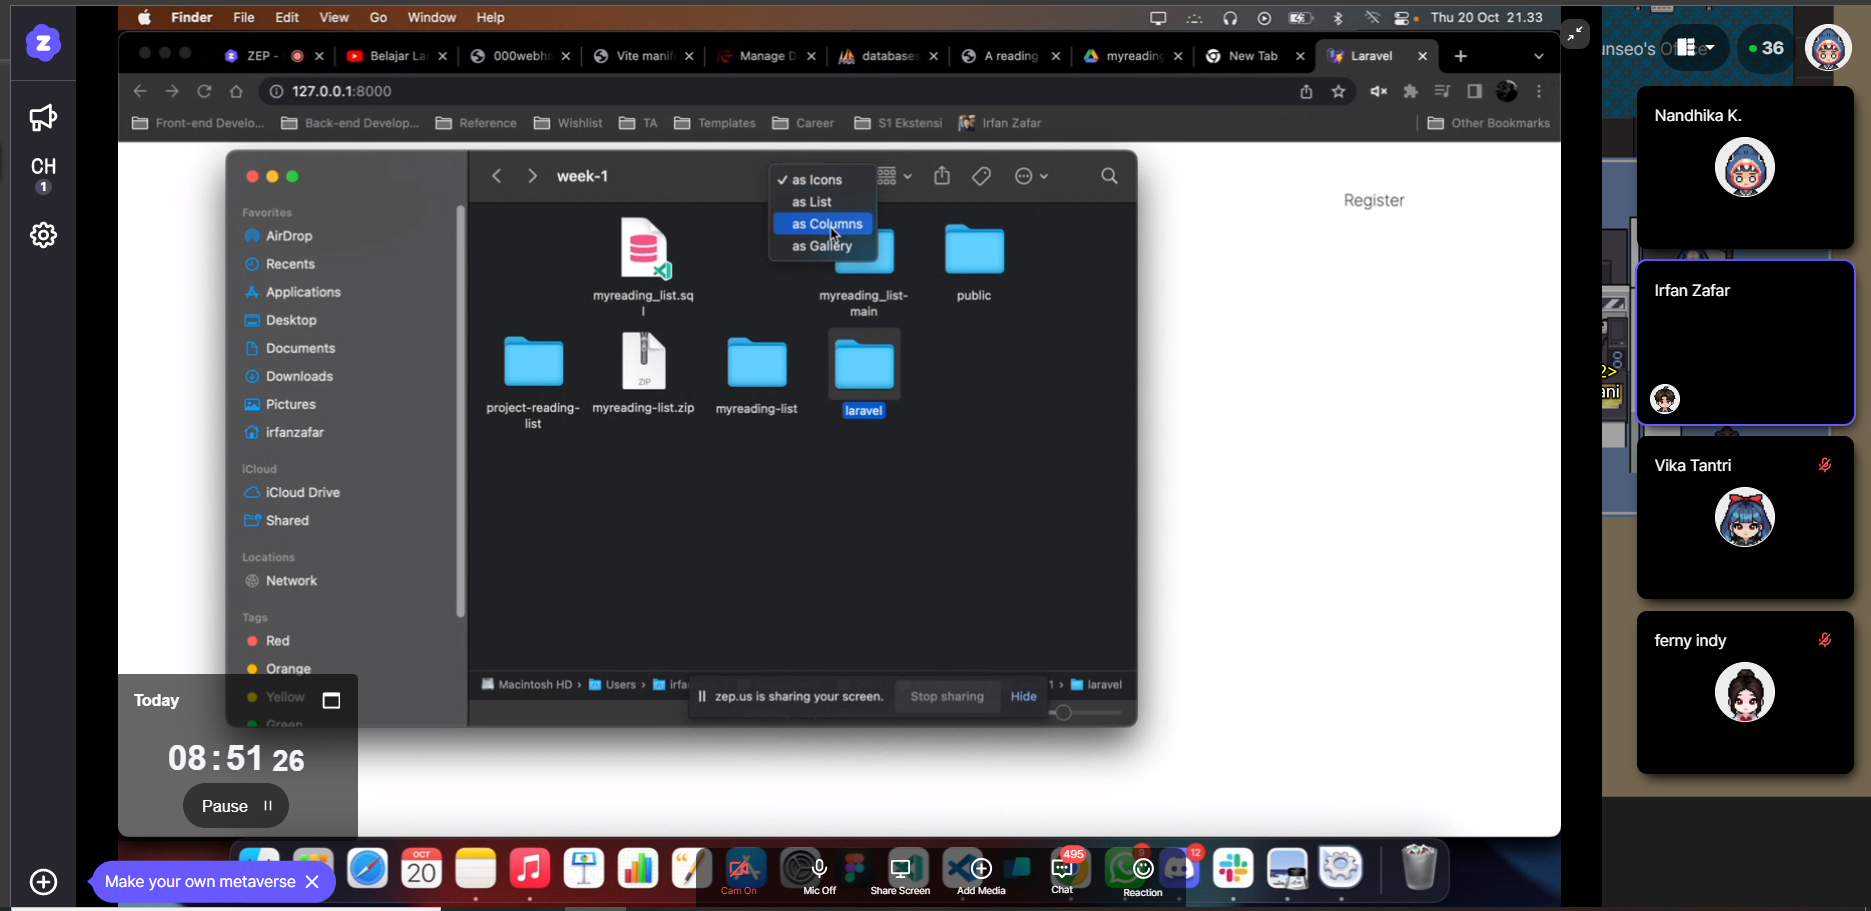 Finder File Edit View Go Window Help
Thu 20 Oct 21.33
ZEP -
Belajar La
000webh
Vite manif
Manage D
databases
A reading
myreading
New Tab
Laravel
127.0.0.1:8000
Front-end Develo...
Back-end Develop...
Reference
Wishlist
TA
Templates
Career
S1 Ekstensi
Irfan Zafar
Other Bookmarks
CH
1
36
Nandhika K.
Irfan Zafar
Vika Tantri
ferny indy
Register
week-1
✓ as Icons
as List
as Columns
as Gallery
Favorites
AirDrop
Recents
Applications
Desktop
Documents
Downloads
Pictures
irfanzafar
iCloud
iCloud Drive
Shared
Locations
Network
Tags
Red
Orange
Yellow
Green
myreading_list.sq
l
myreading_list-
main
public
project-reading-
list
myreading-list.zip
ZIP
myreading-list
laravel
Macintosh HD › Users › irfa
1 › laravel
zep.us is sharing your screen.
Stop sharing
Hide
Today
08:51 26
Pause
Make your own metaverse
OCT
20
Cam On
Mic Off
Share Screen
Add Media
495
Chat
9
Reaction
12